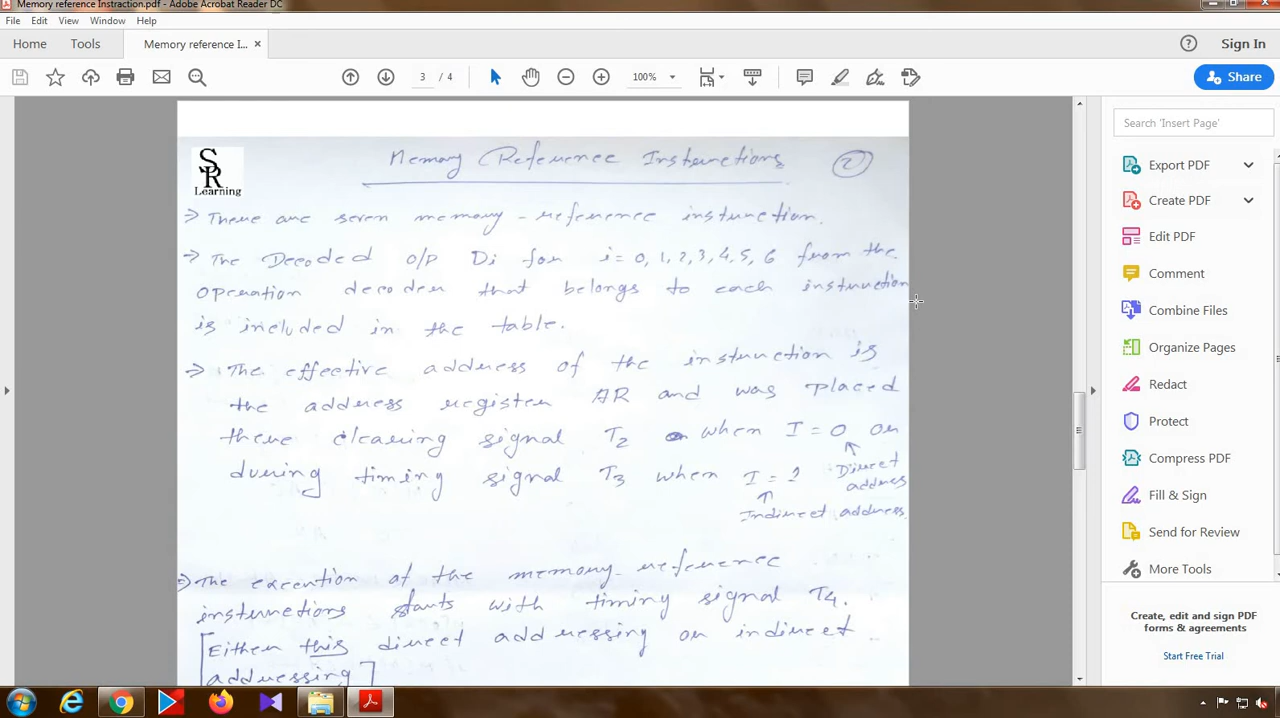 Memory reference Instraction.pdf - Adobe Acrobat Reader DC
File Edit View Window Help
Home Tools Memory reference I... × Sign In
3 / 4 100% Share
Search 'Insert Page'
Export PDF
Create PDF
Edit PDF
Comment
Combine Files
Organize Pages
Redact
Protect
Compress PDF
Fill & Sign
Send for Review
More Tools
Create, edit and sign PDF
forms & agreements
Start Free Trial
SR
Learning
Memory Reference Instructions 2
⇒ There are seven memory-reference instruction.
→ The Decoded O/P Di for i=0,1,2,3,4,5,6 from the
operation decoder that belongs to each instruction
is included in the table.
→ The effective address of the instruction is
the address register AR and was placed
there clearing signal T2 when I=0 or
during timing signal T3 when I=1
Direct
address
Indirect address
⇒ The execution of the memory-reference
instructions starts with timing signal T4.
[Either this direct addressing or indirect
addressing]